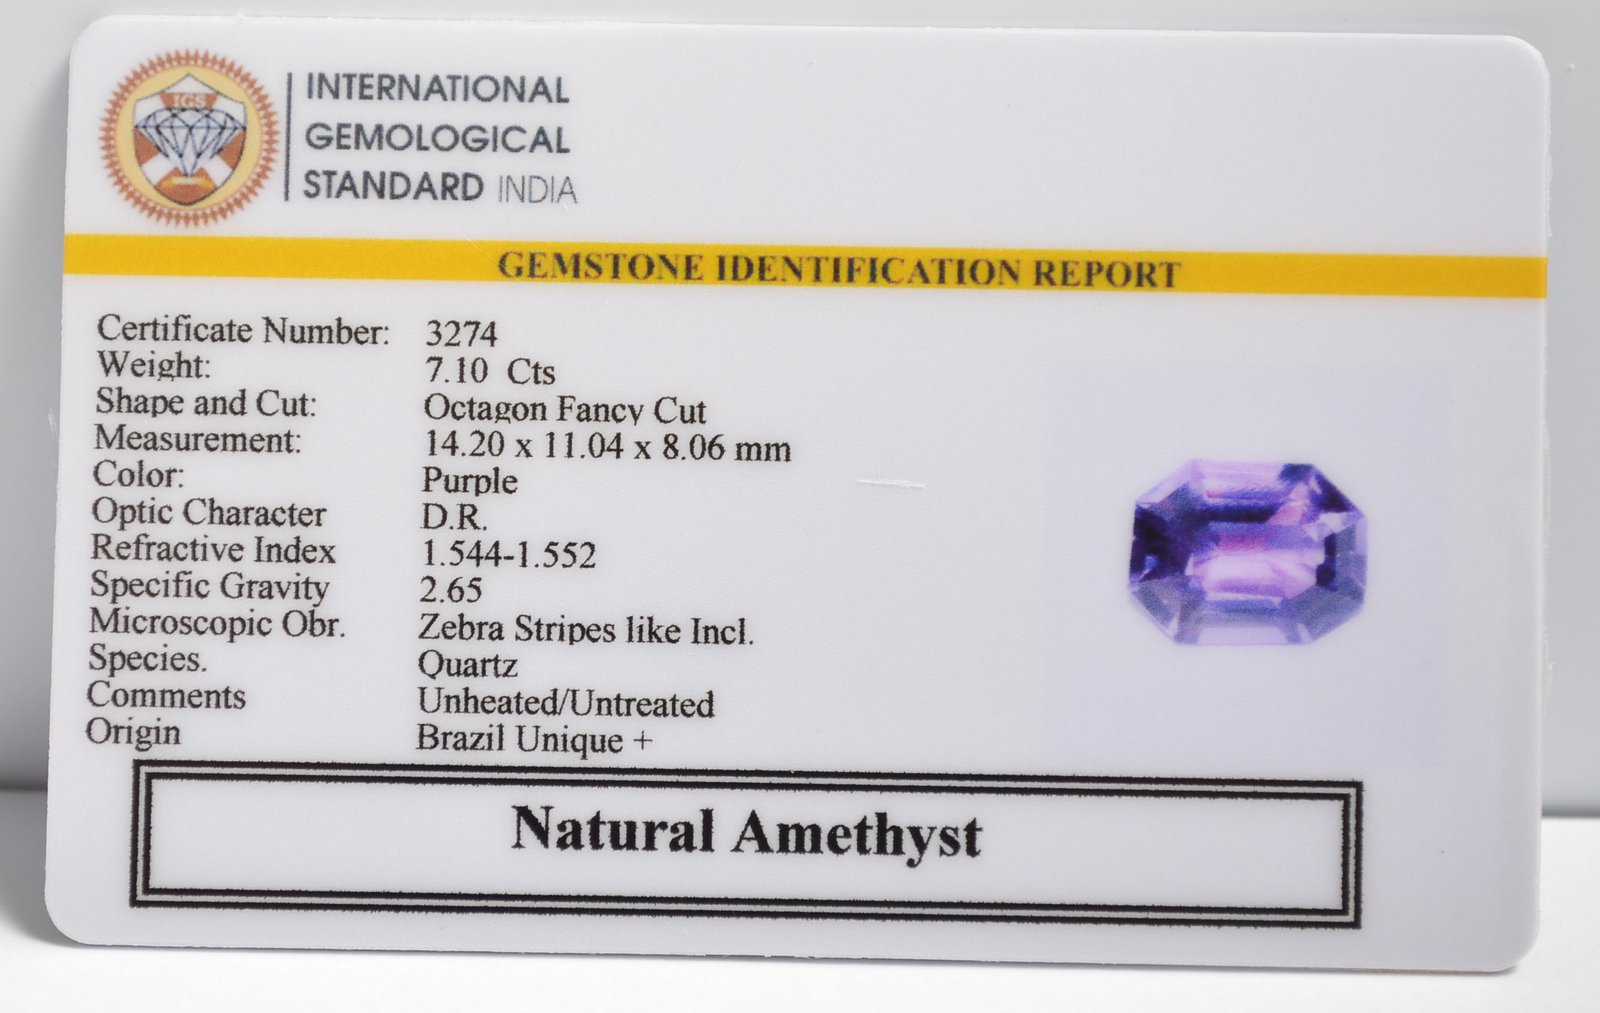 IGS
INTERNATIONAL
GEMOLOGICAL
STANDARD INDIA
GEMSTONE IDENTIFICATION REPORT
Certificate Number: 3274
Weight: 7.10 Cts
Shape and Cut: Octagon Fancy Cut
Measurement: 14.20 x 11.04 x 8.06 mm
Color: Purple
Optic Character D.R.
Refractive Index 1.544-1.552
Specific Gravity 2.65
Microscopic Obr. Zebra Stripes like Incl.
Species. Quartz
Comments Unheated/Untreated
Origin Brazil Unique +
Natural Amethyst